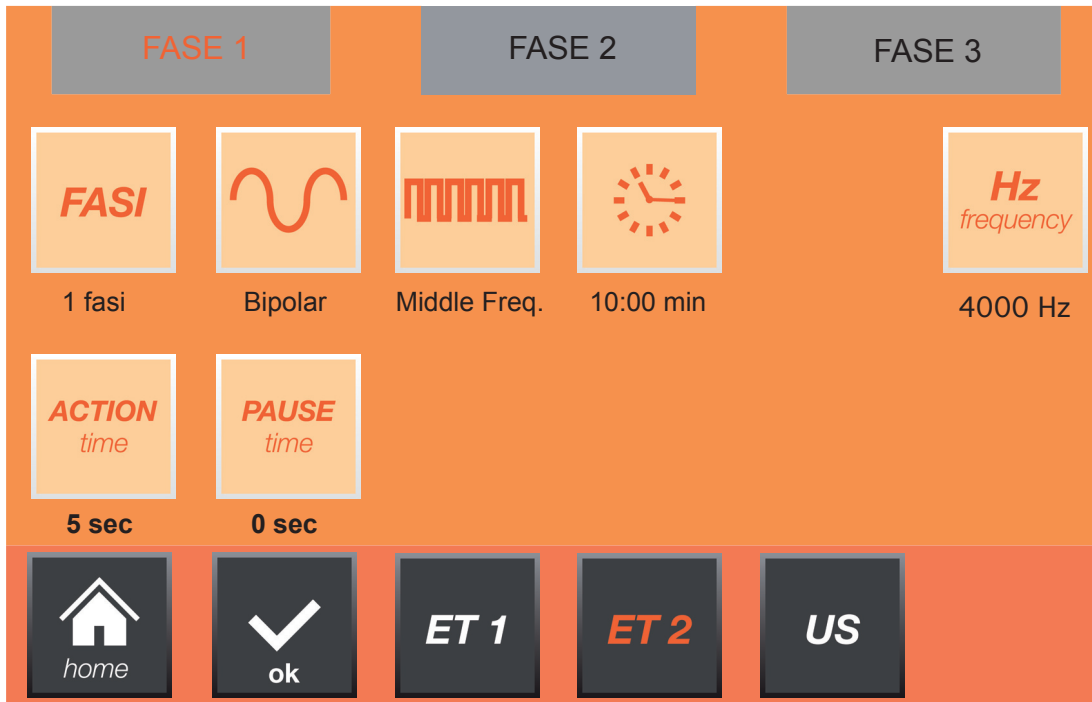 FASE 1
FASE 2
FASE 3
FASI
Hz
frequency
1 fasi
Bipolar
Middle Freq.
10:00 min
4000 Hz
ACTION
time
PAUSE
time
5 sec
0 sec
home
ok
ET 1
ET 2
US